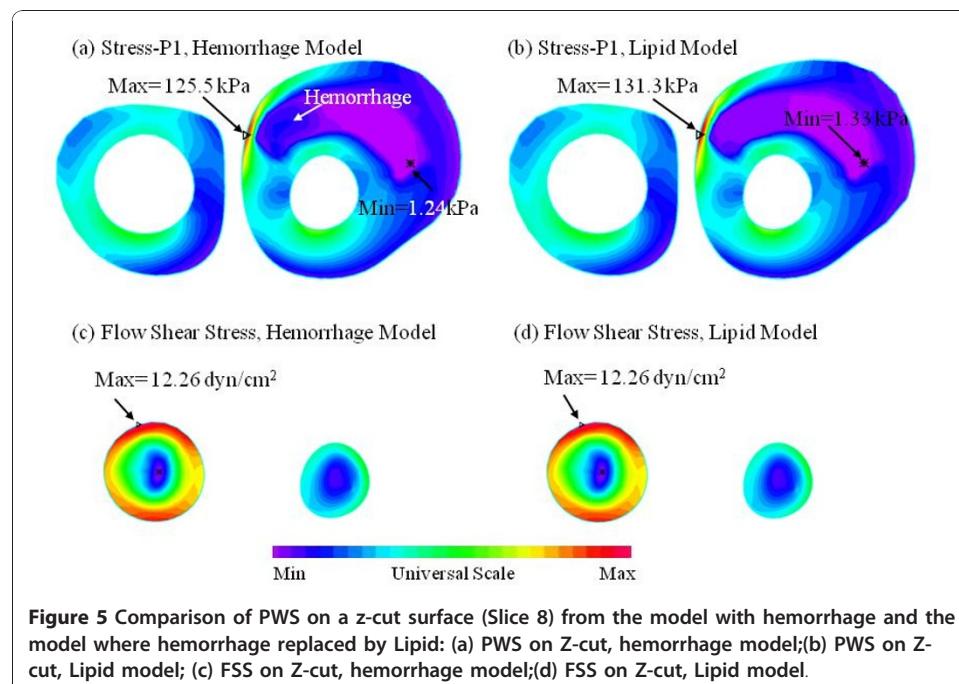 (a) Stress-P1, Hemorrhage Model
(b) Stress-P1, Lipid Model
Max=125.5 kPa
Hemorrhage
Min=1.24kPa
Max=131.3 kPa
Min=1.33kPa
(c) Flow Shear Stress, Hemorrhage Model
(d) Flow Shear Stress, Lipid Model
Max=12.26 dyn/cm²
Max=12.26 dyn/cm²
Min Universal Scale Max
Figure 5 Comparison of PWS on a z-cut surface (Slice 8) from the model with hemorrhage and the
model where hemorrhage replaced by Lipid: (a) PWS on Z-cut, hemorrhage model;(b) PWS on Z-
cut, Lipid model; (c) FSS on Z-cut, hemorrhage model;(d) FSS on Z-cut, Lipid model.